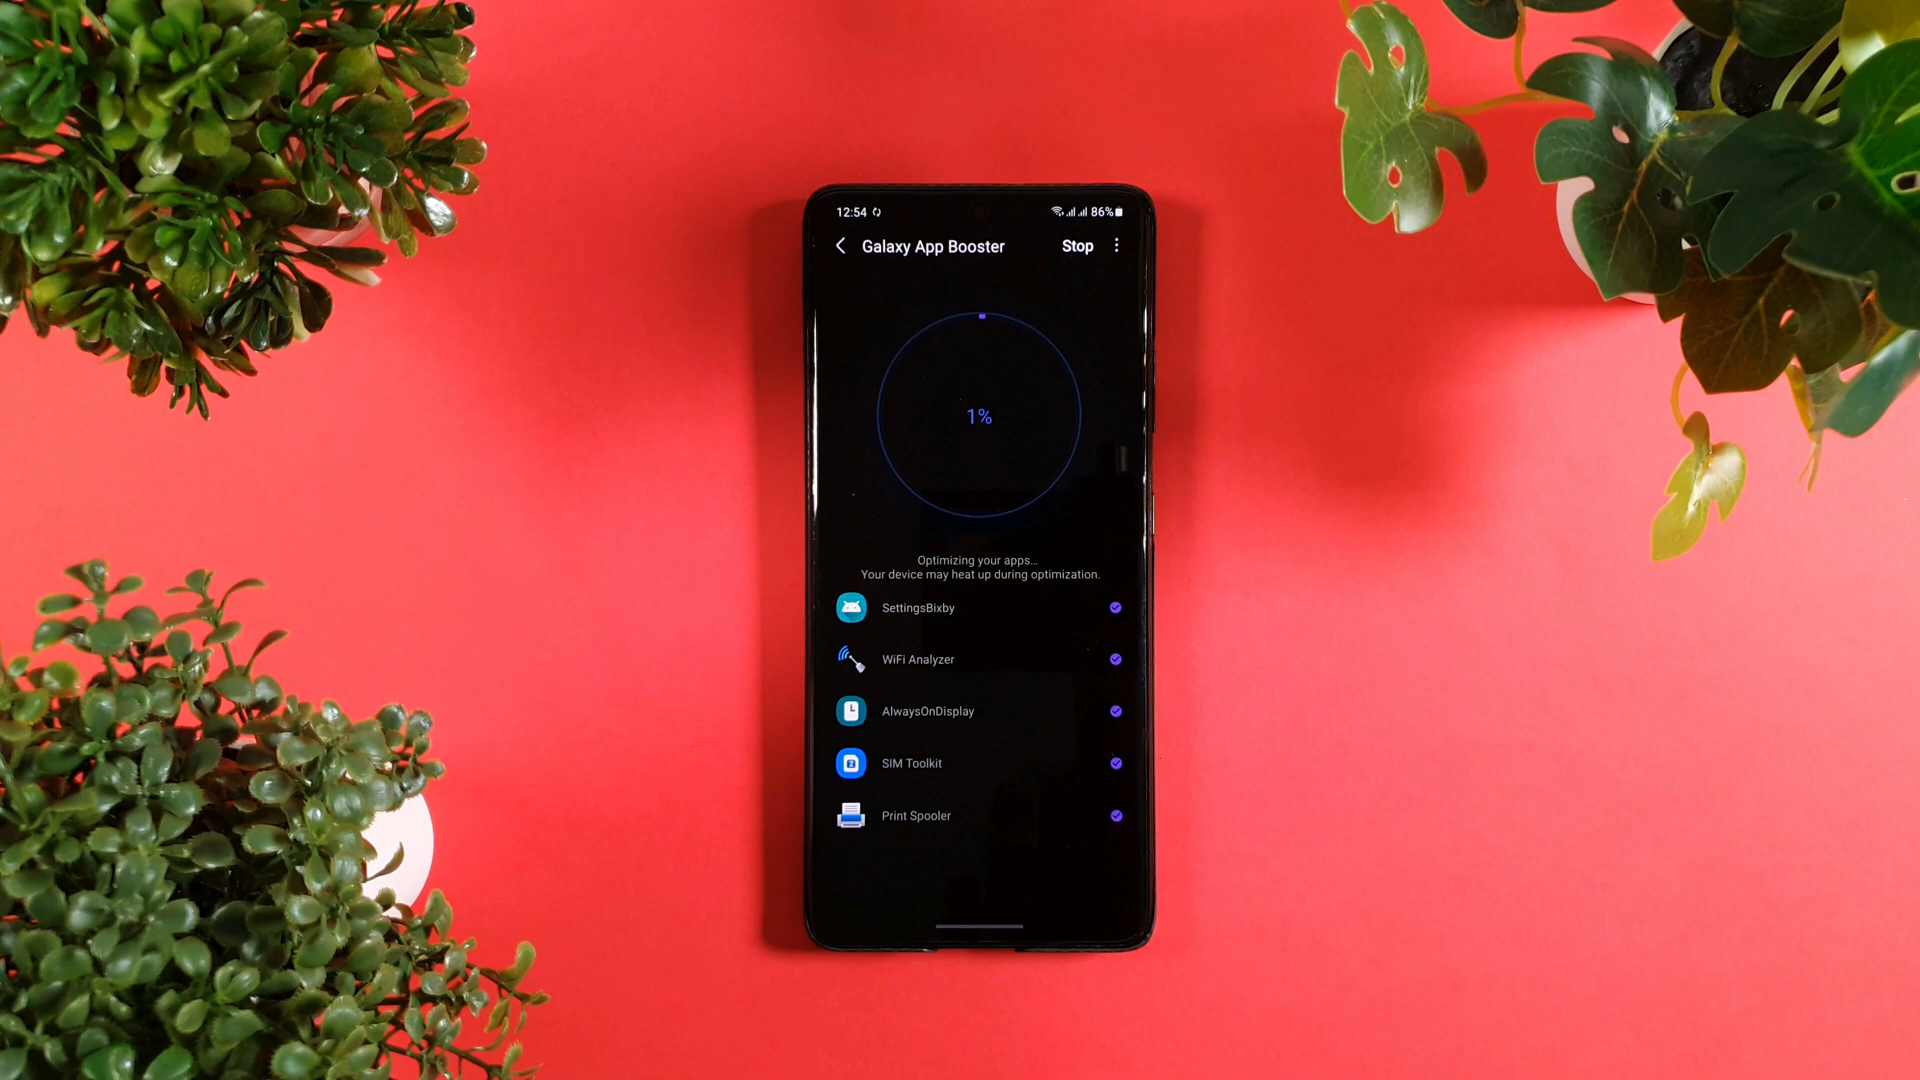 12:54 86%
Galaxy App Booster Stop
1%
Optimizing your apps...
Your device may heat up during optimization.
SettingsBixby
WiFi Analyzer
AlwaysOnDisplay
2
SIM Toolkit
Print Spooler